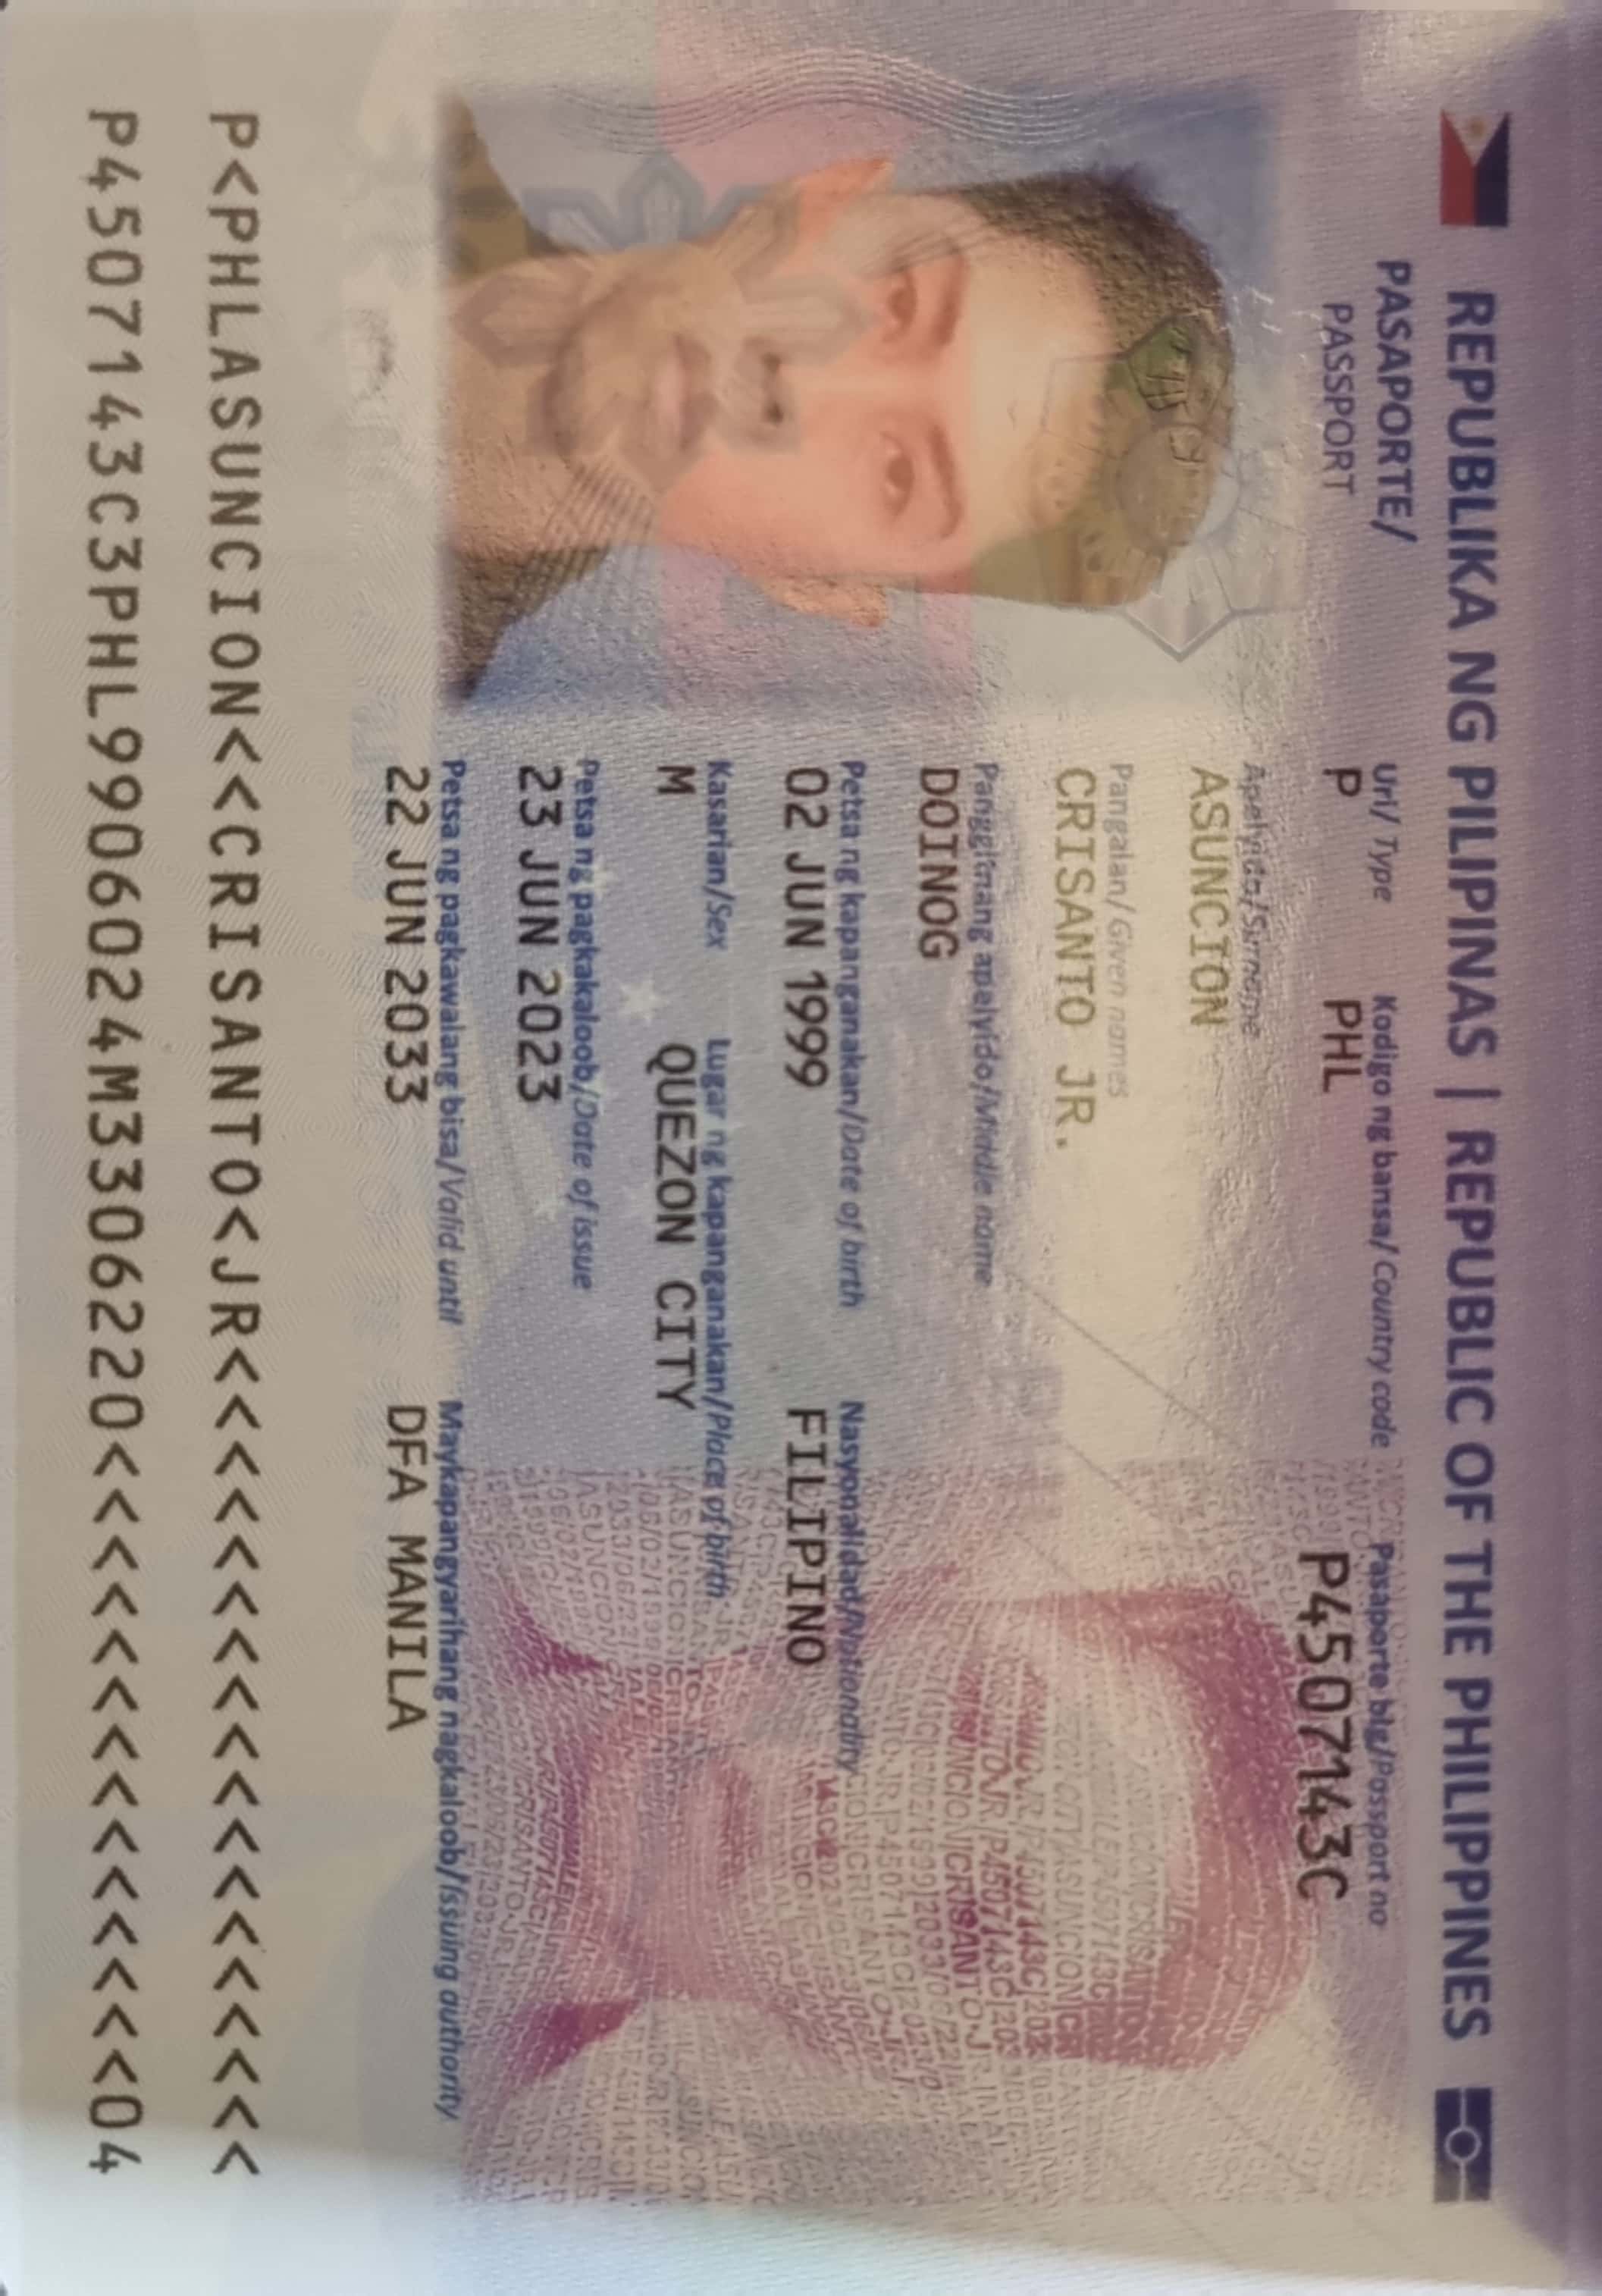 REPUBLIKA NG PILIPINAS | REPUBLIC OF THE PHILIPPINES
PASAPORTE/
PASSPORT
Uri/ Type
P
Kodigo ng bansa/ Country code
PHL
Pasaporte blg/Passport no
P4507143C
Apelyido/Surname
ASUNCION
Pangalan/ Given names
CRISANTO JR.
Panggitnang apelyido/Middle name
DOINOG
Petsa ng kapanganakan/Date of birth
02 JUN 1999
Nasyonalidad/Nationality
FILIPINO
Kasarian/Sex
M
Lugar ng kapanganakan/Place of birth
QUEZON CITY
Petsa ng pagkakaloob/Date of issue
23 JUN 2023
Petsa ng pagkawalang bisa/Valid until
22 JUN 2033
Maykapangyarihang nagkaloob/Issuing authority
DFA MANILA
P<PHLASUNCION<<CRISANTO<JR<<<<<<<<<<<<<<<<<<
P4507143C3PHL9906024M3306220<<<<<<<<<<<<<<04